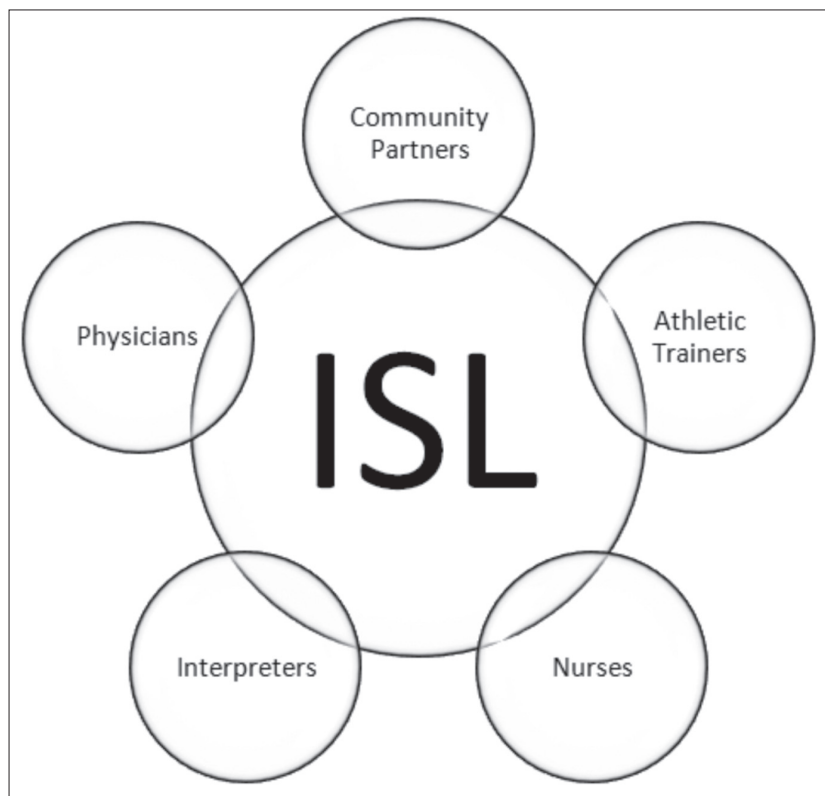 Community
Partners
Athletic
Trainers
Physicians
ISL
Interpreters
Nurses